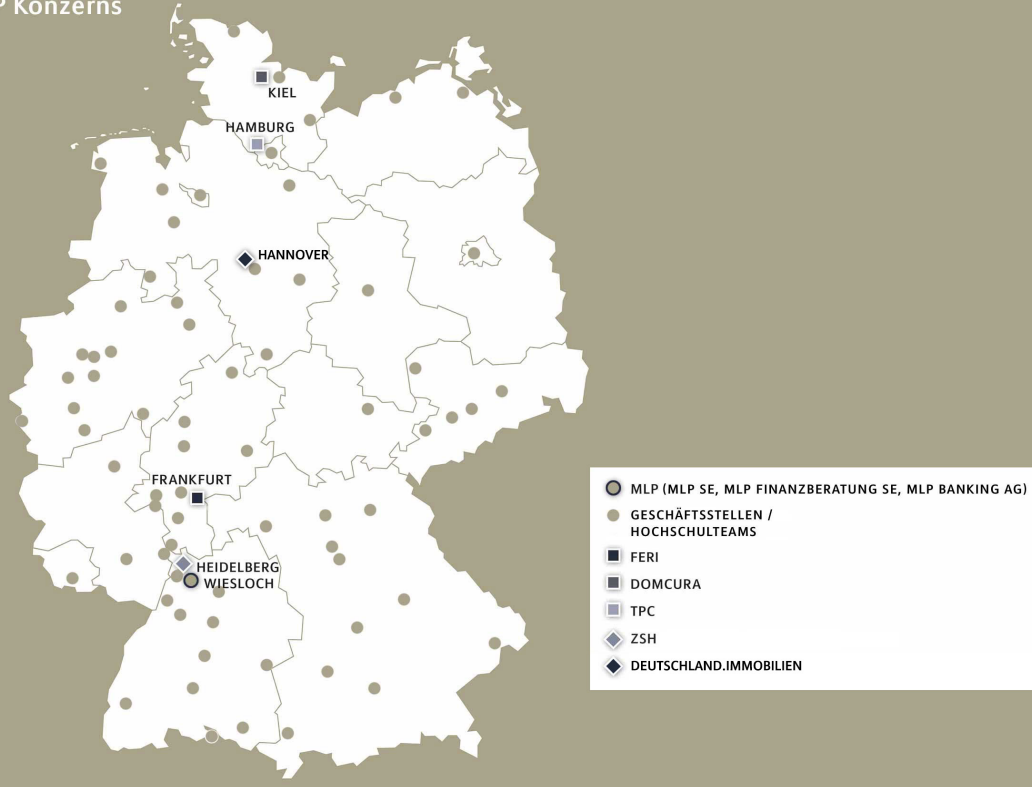 Konzerns
KIEL
HAMBURG
HANNOVER
FRANKFURT
HEIDELBERG
WIESLOCH
MLP (MLP SE, MLP FINANZBERATUNG SE, MLP BANKING AG)
GESCHÄFTSSTELLEN /
HOCHSCHULTEAMS
FERI
DOMCURA
TPC
ZSH
DEUTSCHLAND.IMMOBILIEN